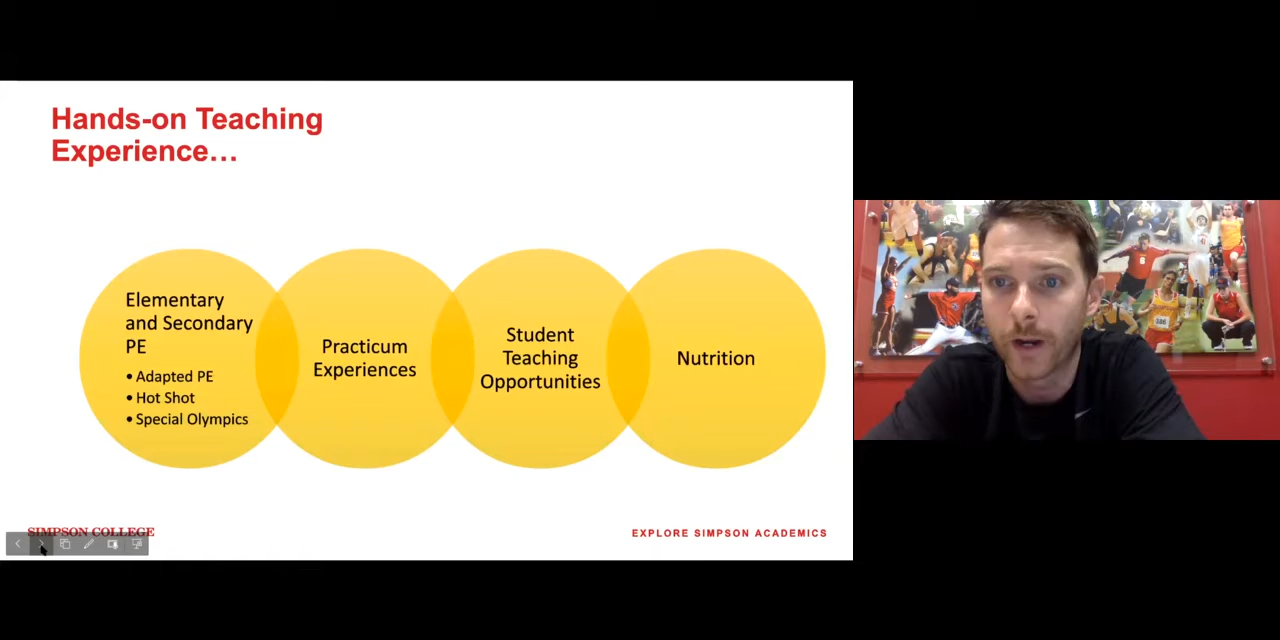 Hands-on Teaching
Experience…
Elementary
and Secondary
PE
• Adapted PE
• Hot Shot
• Special Olympics
Practicum
Experiences
Student
Teaching
Opportunities
Nutrition
SIMPSON COLLEGE
EXPLORE SIMPSON ACADEMICS